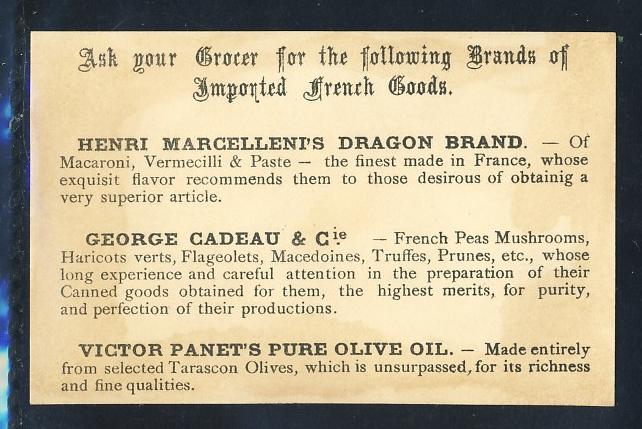 Ask your Grocer for the following Brands of
Imported French Goods.
HENRI MARCELLENI'S DRAGON BRAND. — Of
Macaroni, Vermecilli & Paste — the finest made in France, whose
exquisit flavor recommends them to those desirous of obtainig a
very superior article.
GEORGE CADEAU & Cie. — French Peas Mushrooms,
Haricots verts, Flageolets, Macedoines, Truffes, Prunes, etc., whose
long experience and careful attention in the preparation of their
Canned goods obtained for them, the highest merits, for purity,
and perfection of their productions.
VICTOR PANET'S PURE OLIVE OIL. — Made entirely
from selected Tarascon Olives, which is unsurpassed, for its richness
and fine qualities.